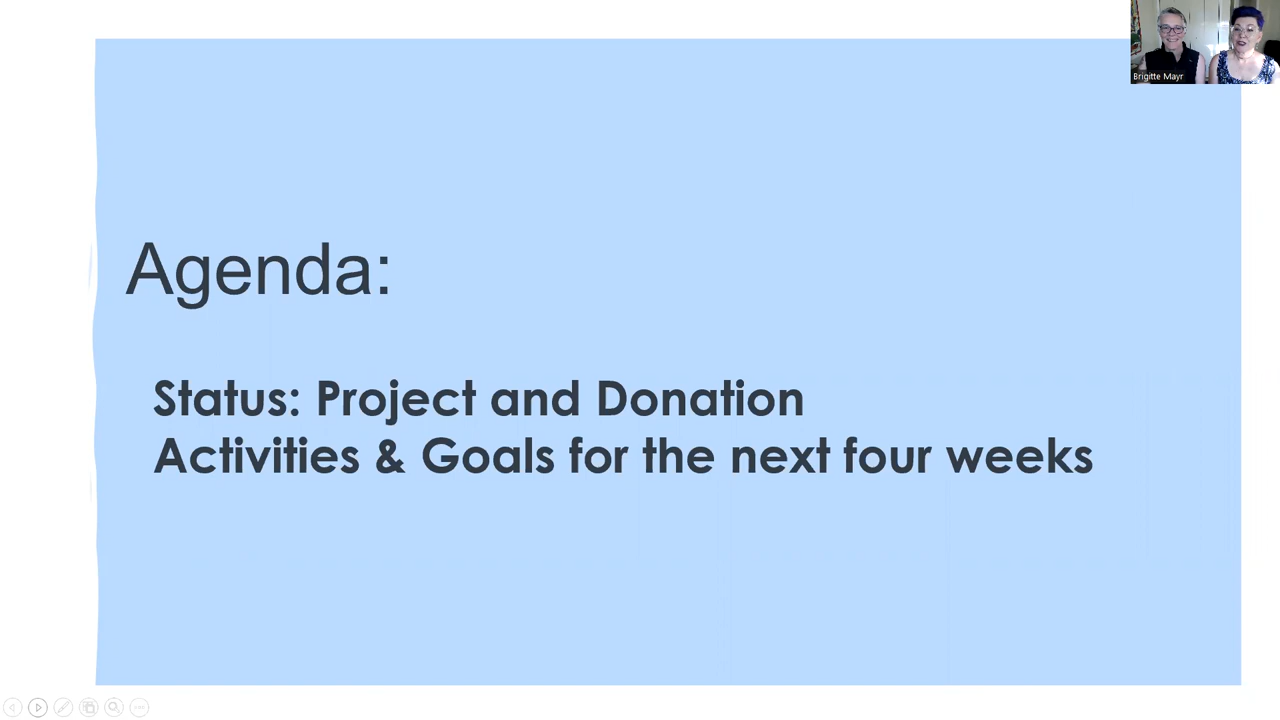 Brigitte Mayr
Agenda:
Status: Project and Donation
Activities & Goals for the next four weeks